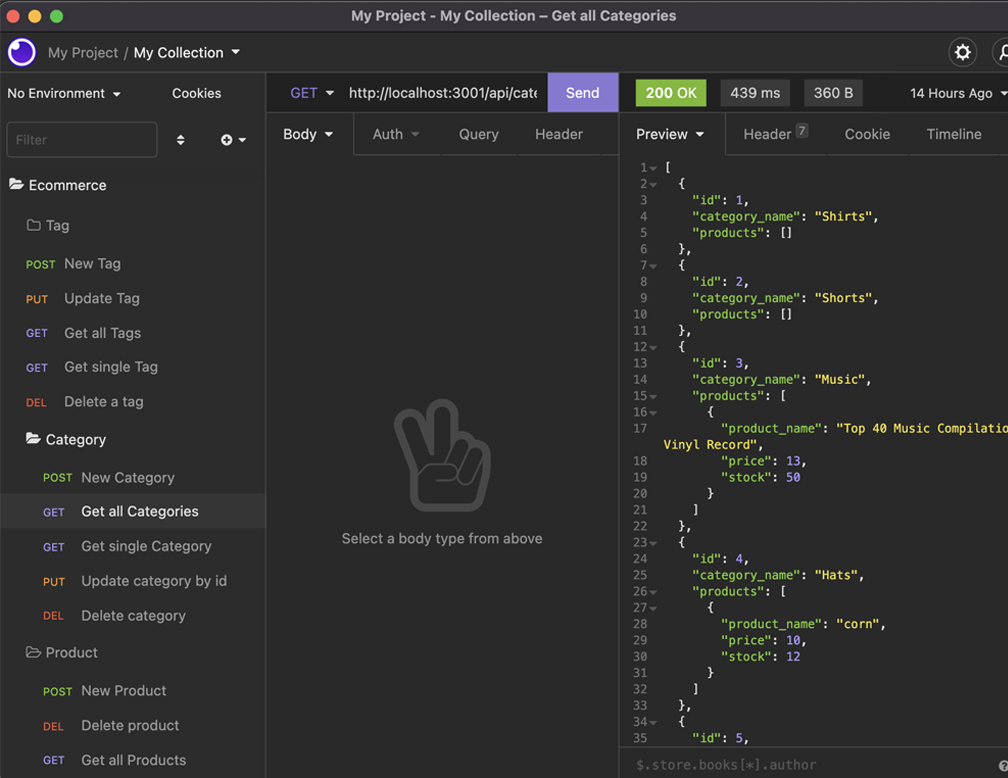 My Project - My Collection – Get all Categories
My Project / My Collection
No Environment
Cookies
Filter
Ecommerce
Tag
POST New Tag
PUT Update Tag
GET Get all Tags
GET Get single Tag
DEL Delete a tag
Category
POST New Category
GET Get all Categories
GET Get single Category
PUT Update category by id
DEL Delete category
Product
POST New Product
DEL Delete product
GET Get all Products
GET http://localhost:3001/api/cate Send
Body Auth Query Header
Select a body type from above
200 OK 439 ms 360 B 14 Hours Ago
Preview Header 7 Cookie Timeline
1 [
2 {
3 "id": 1,
4 "category_name": "Shirts",
5 "products": []
6 },
7 {
8 "id": 2,
9 "category_name": "Shorts",
10 "products": []
11 },
12 {
13 "id": 3,
14 "category_name": "Music",
15 "products": [
16 {
17 "product_name": "Top 40 Music Compilatio
Vinyl Record",
18 "price": 13,
19 "stock": 50
20 }
21 ]
22 },
23 {
24 "id": 4,
25 "category_name": "Hats",
26 "products": [
27 {
28 "product_name": "corn",
29 "price": 10,
30 "stock": 12
31 }
32 ]
33 },
34 {
35 "id": 5,
$.store.books[*].author